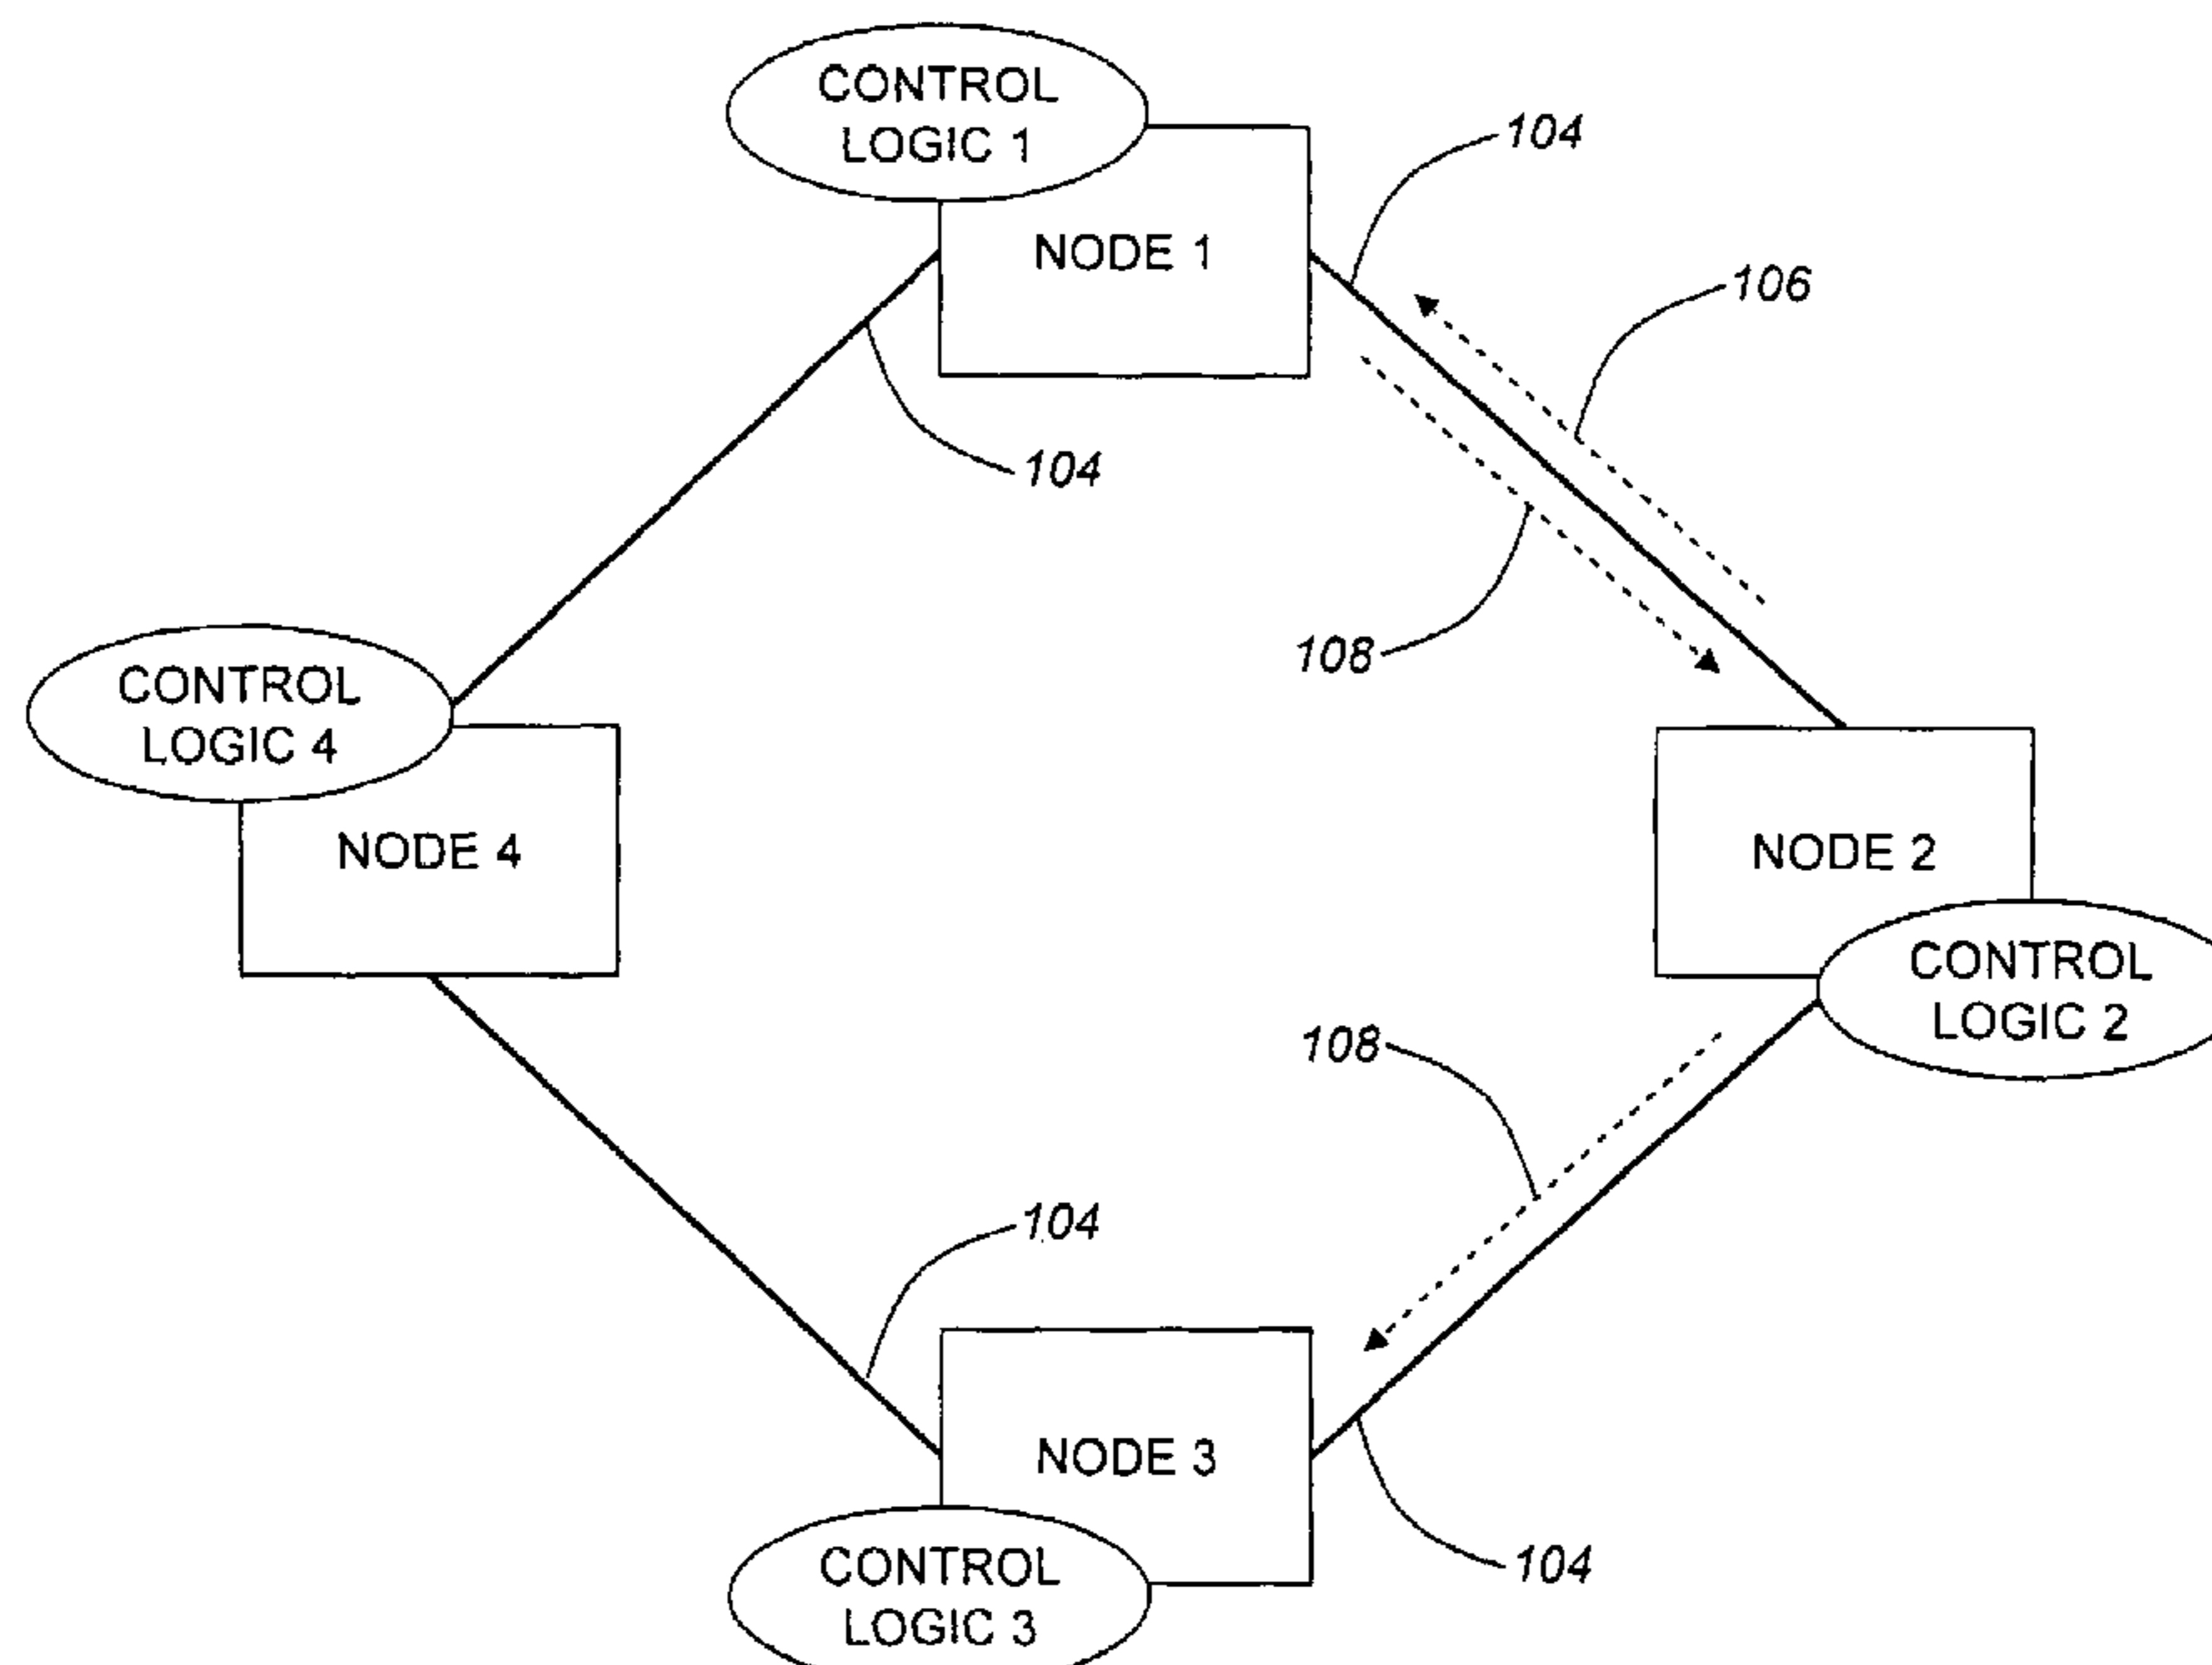 CONTROL
LOGIC 1
NODE 1
104
106
104
108
CONTROL
LOGIC 4
NODE 4
NODE 2
CONTROL
LOGIC 2
108
104
NODE 3
104
CONTROL
LOGIC 3